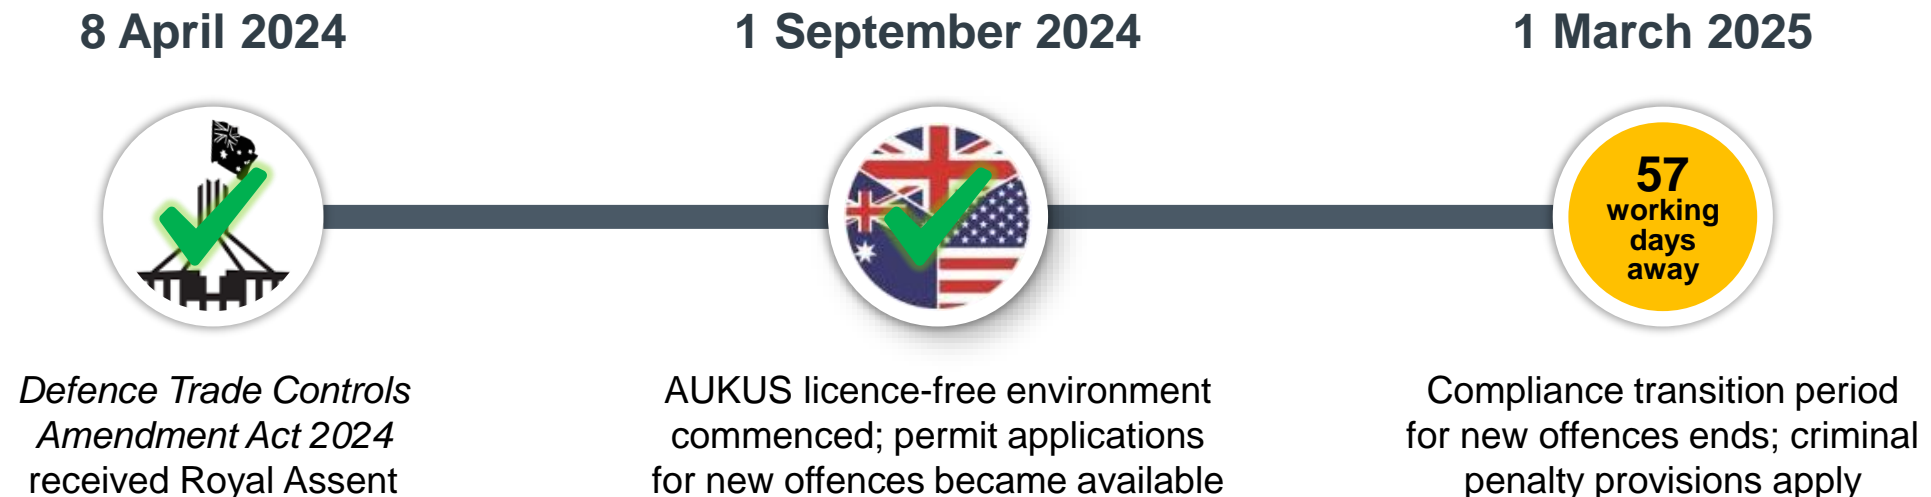 8 April 2024
1 September 2024
1 March 2025
57
working
days
away
Defence Trade Controls
Amendment Act 2024
received Royal Assent
AUKUS licence-free environment
commenced; permit applications
for new offences became available
Compliance transition period
for new offences ends; criminal
penalty provisions apply